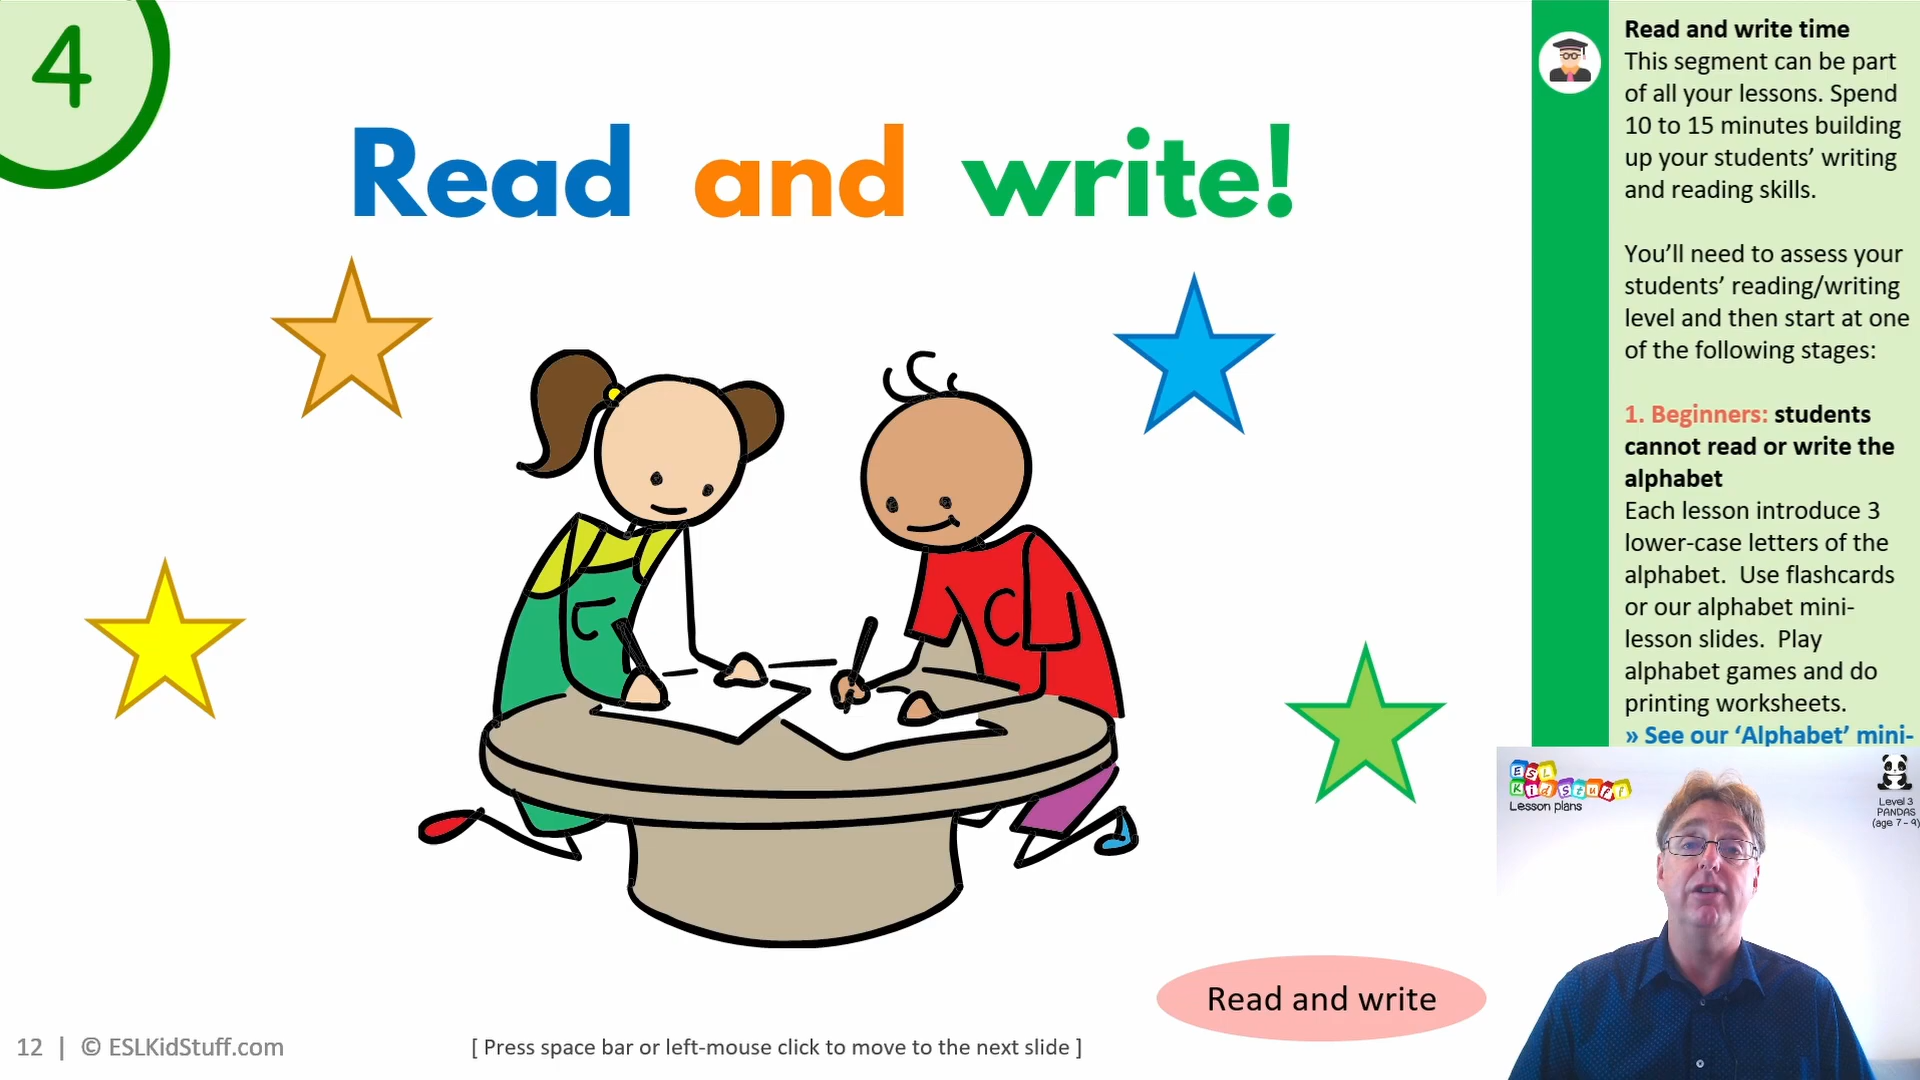 4
Read and write!
Read and write time
This segment can be part
of all your lessons. Spend
10 to 15 minutes building
up your students’ writing
and reading skills.
You’ll need to assess your
students’ reading/writing
level and then start at one
of the following stages:
1. Beginners: students
cannot read or write the
alphabet
Each lesson introduce 3
lower-case letters of the
alphabet. Use flashcards
or our alphabet mini-
lesson slides. Play
alphabet games and do
printing worksheets.
» See our ‘Alphabet’ mini-
ESL
KidStuff
Lesson plans
Level 3
PANDAS
(age 7 - 9)
Read and write
12 | © ESLKidStuff.com
[ Press space bar or left-mouse click to move to the next slide ]